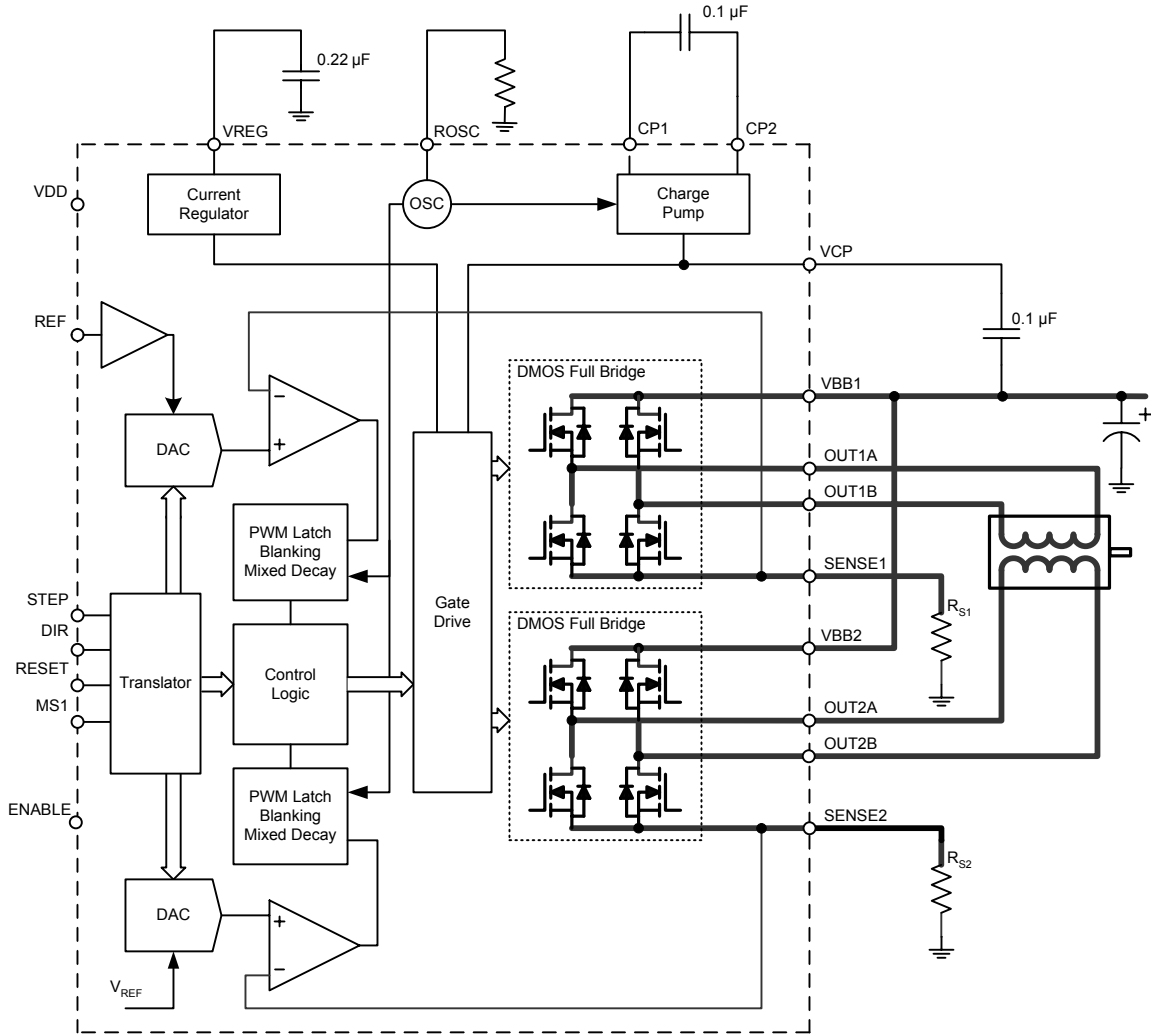 0.1 µF
0.22 µF
VREG
ROSC
CP1
CP2
VDD
Current
Regulator
OSC
Charge
Pump
VCP
REF
0.1 µF
DMOS Full Bridge
VBB1
−
+
+
DAC
OUT1A
OUT1B
PWM Latch
Blanking
Mixed Decay
SENSE1
STEP
DIR
RESET
MS1
Translator
Control
Logic
Gate
Drive
DMOS Full Bridge
RS1
VBB2
OUT2A
OUT2B
PWM Latch
Blanking
Mixed Decay
ENABLE
SENSE2
RS2
DAC
+
−
VREF